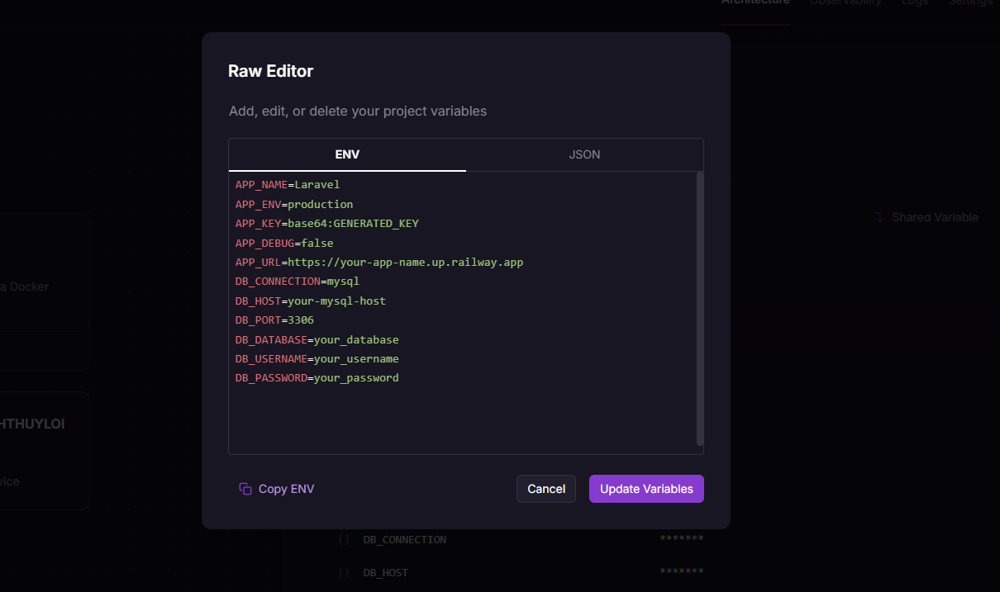 Architecture Observability Logs Settings
Raw Editor
Add, edit, or delete your project variables
ENV JSON
APP_NAME=Laravel
APP_ENV=production
APP_KEY=base64:GENERATED_KEY
APP_DEBUG=false
APP_URL=https://your-app-name.up.railway.app
DB_CONNECTION=mysql
DB_HOST=your-mysql-host
DB_PORT=3306
DB_DATABASE=your_database
DB_USERNAME=your_username
DB_PASSWORD=your_password
Copy ENV Cancel Update Variables
Shared Variable
a Docker
HTHUYLOI
vice
{} DB_CONNECTION *******
{} DB_HOST *******